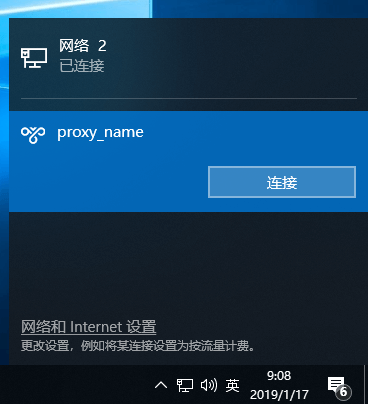 网络 2
已连接
proxy_name
连接
网络和 Internet 设置
更改设置，例如将某连接设置为按流量计费。
英
9:08
2019/1/17
6